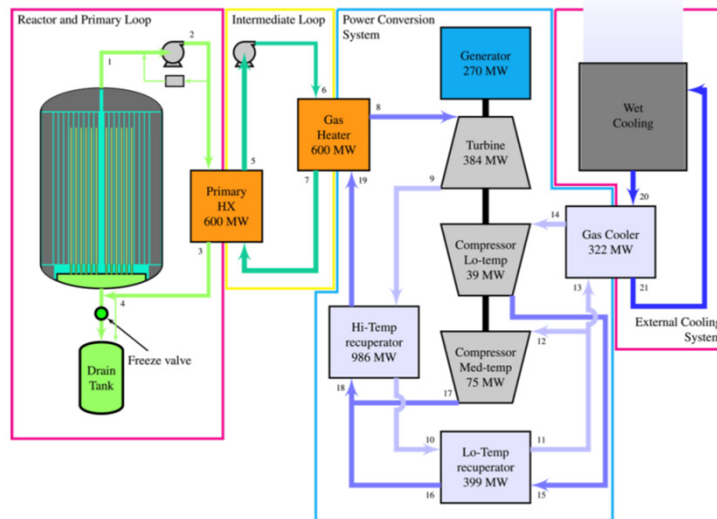 Reactor and Primary Loop
Intermediate Loop
Power Conversion
System
1
2
Generator
270 MW
Wet
Cooling
6
8
Gas
Heater
600 MW
Turbine
384 MW
5
7
19
9
20
Primary
HX
600 MW
14
Gas Cooler
322 MW
Compressor
Lo-temp
39 MW
3
13
21
4
External Cooling
System
Hi-Temp
recuperator
986 MW
12
Compressor
Med-temp
75 MW
Freeze valve
Drain
Tank
18
17
10
11
Lo-Temp
recuperator
399 MW
16
15